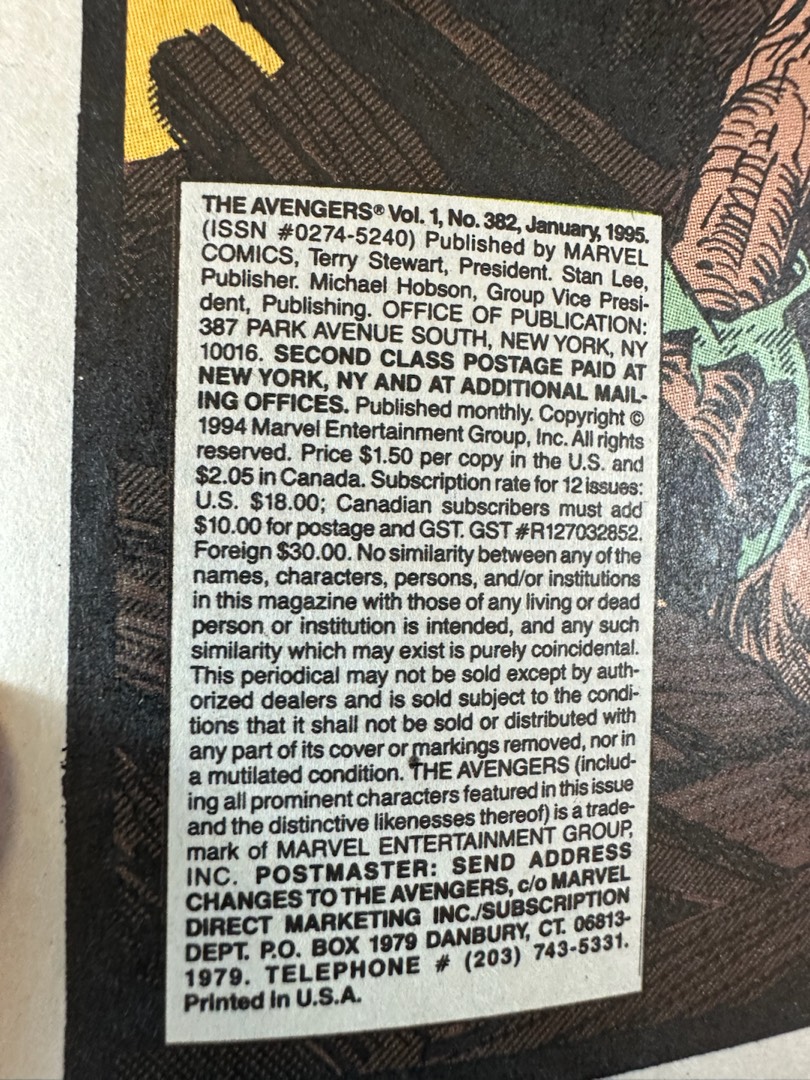 THE AVENGERS® Vol. 1, No. 382, January, 1995.
(ISSN #0274-5240) Published by MARVEL
COMICS, Terry Stewart, President. Stan Lee,
Publisher. Michael Hobson, Group Vice Presi-
dent, Publishing. OFFICE OF PUBLICATION:
387 PARK AVENUE SOUTH, NEW YORK, NY
10016. SECOND CLASS POSTAGE PAID AT
NEW YORK, NY AND AT ADDITIONAL MAIL-
ING OFFICES. Published monthly. Copyright ©
1994 Marvel Entertainment Group, Inc. All rights
reserved. Price $1.50 per copy in the U.S. and
$2.05 in Canada. Subscription rate for 12 issues:
U.S. $18.00; Canadian subscribers must add
$10.00 for postage and GST. GST #R127032852.
Foreign $30.00. No similarity between any of the
names, characters, persons, and/or institutions
in this magazine with those of any living or dead
person or institution is intended, and any such
similarity which may exist is purely coincidental.
This periodical may not be sold except by auth-
orized dealers and is sold subject to the condi-
tions that it shall not be sold or distributed with
any part of its cover or markings removed, nor in
a mutilated condition. THE AVENGERS (includ-
ing all prominent characters featured in this issue
and the distinctive likenesses thereof) is a trade-
mark of MARVEL ENTERTAINMENT GROUP,
INC. POSTMASTER: SEND ADDRESS
CHANGES TO THE AVENGERS, c/o MARVEL
DIRECT MARKETING INC./SUBSCRIPTION
DEPT. P.O. BOX 1979 DANBURY, CT. 06813-
1979. TELEPHONE # (203) 743-5331.
Printed in U.S.A.